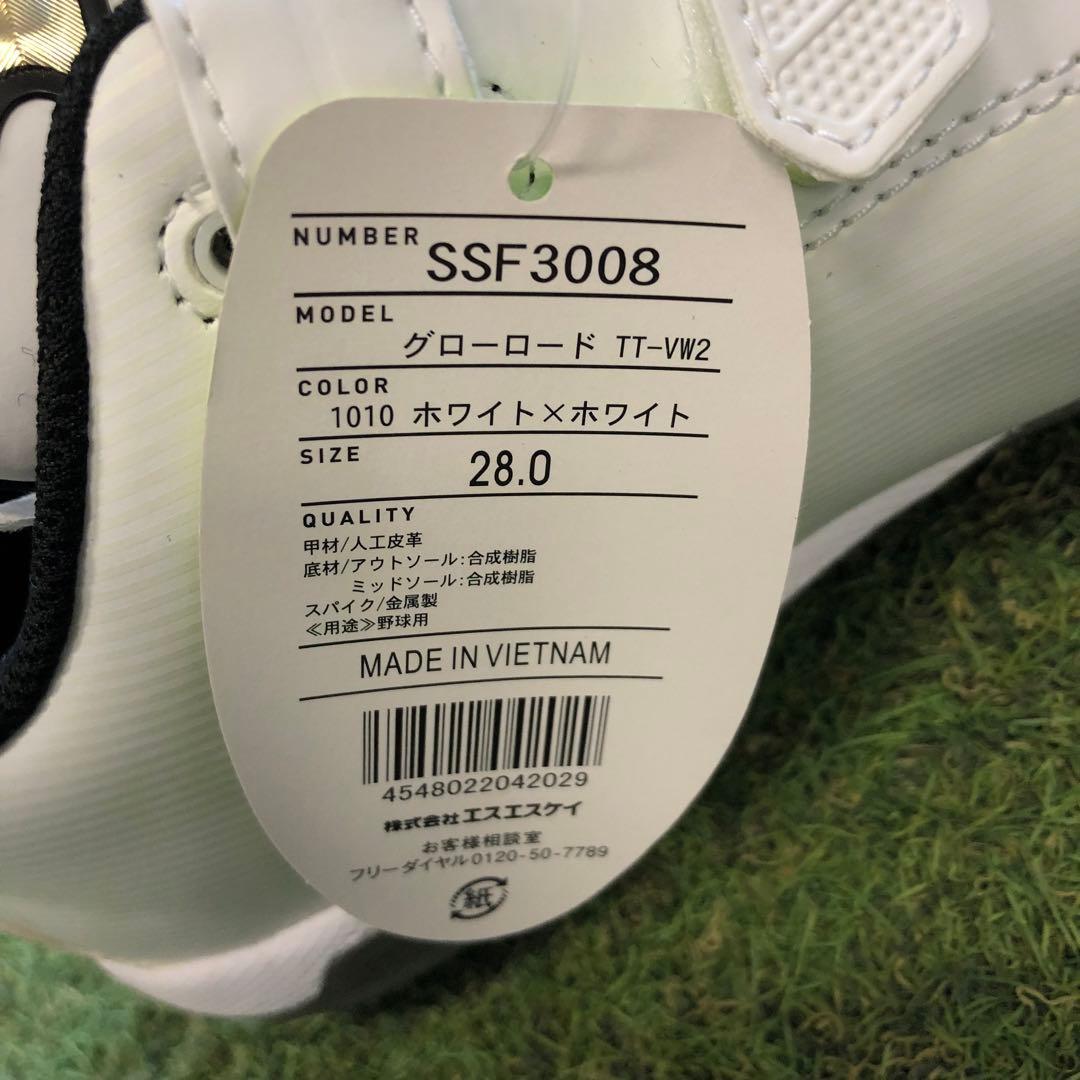 NUMBER SSF3008
MODEL
グローロード TT-VW2
COLOR
1010 ホワイト×ホワイト
SIZE 28.0
QUALITY
甲材/人工皮革
底材/アウトソール:合成樹脂
ミッドソール:合成樹脂
スパイク/金属製
≪用途≫野球用
MADE IN VIETNAM
4548022042029
株式会社エスエスケイ
お客様相談室
フリーダイヤル0120-50-7789
紙